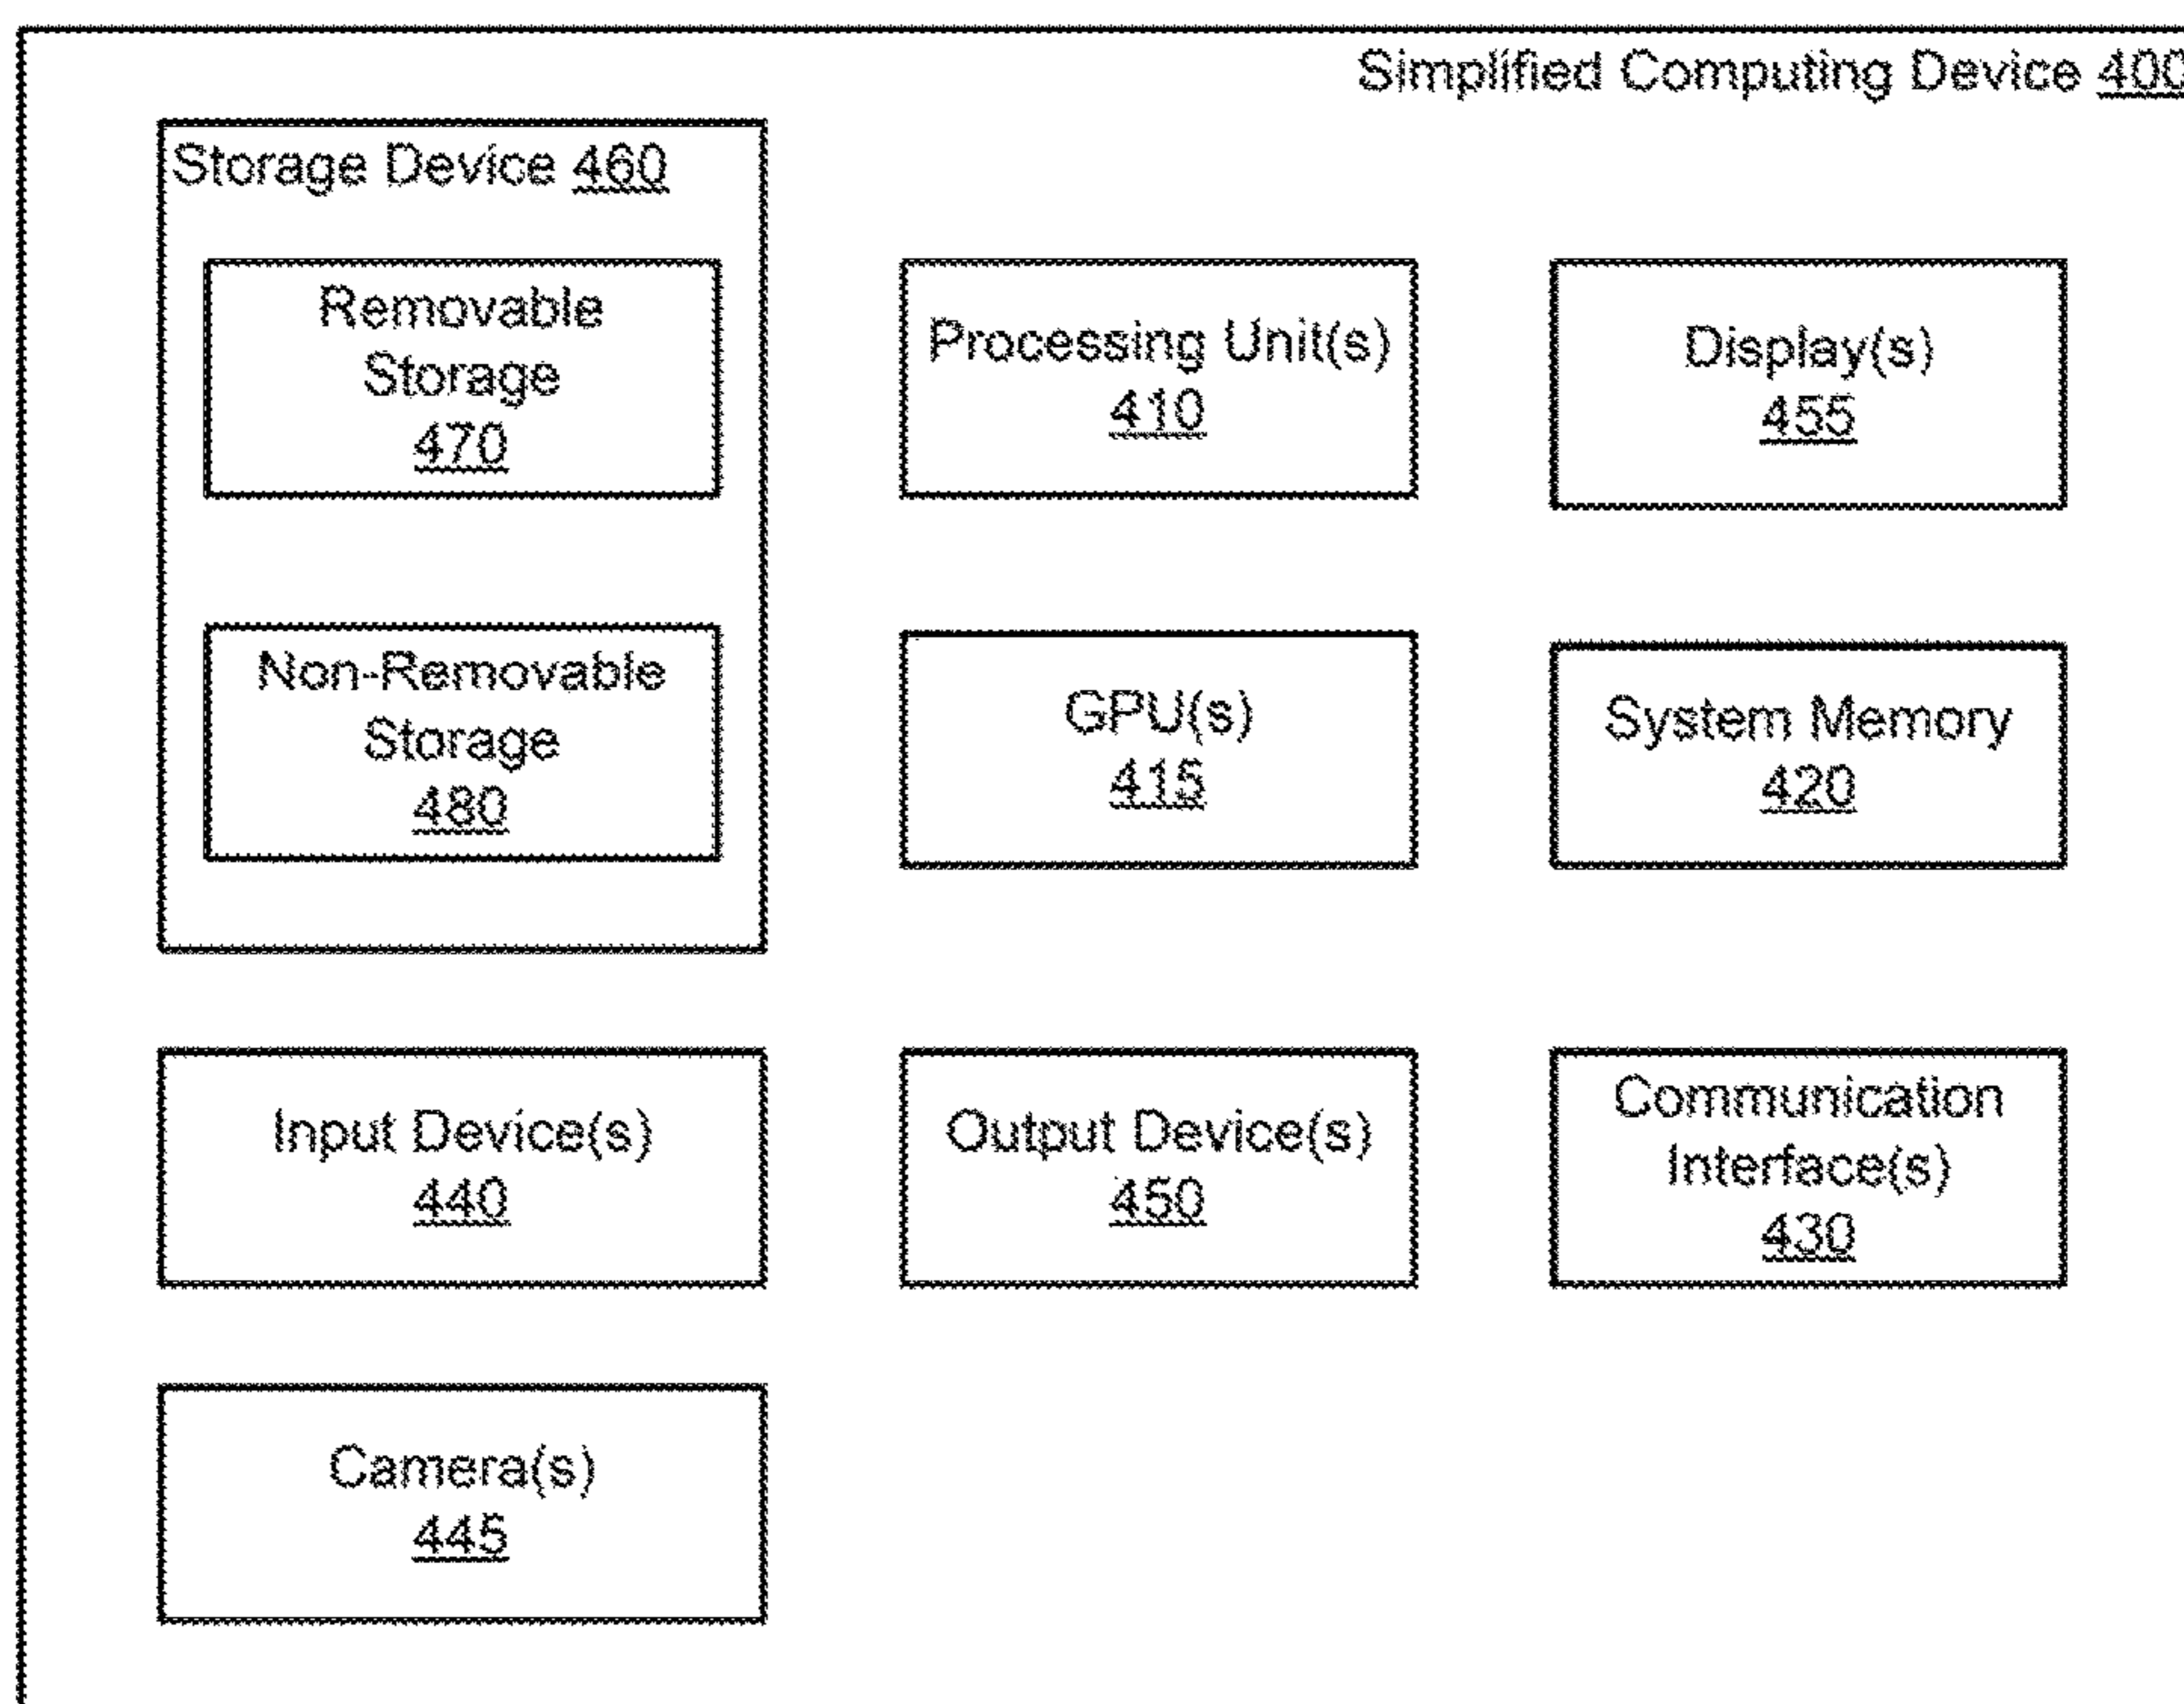 Simplified Computing Device 400
Storage Device 460
Removable
Storage
470
Processing Unit(s)
410
Display(s)
455
Non-Removable
Storage
480
GPU(s)
415
System Memory
420
Input Device(s)
440
Output Device(s)
450
Communication
Interface(s)
430
Camera(s)
445